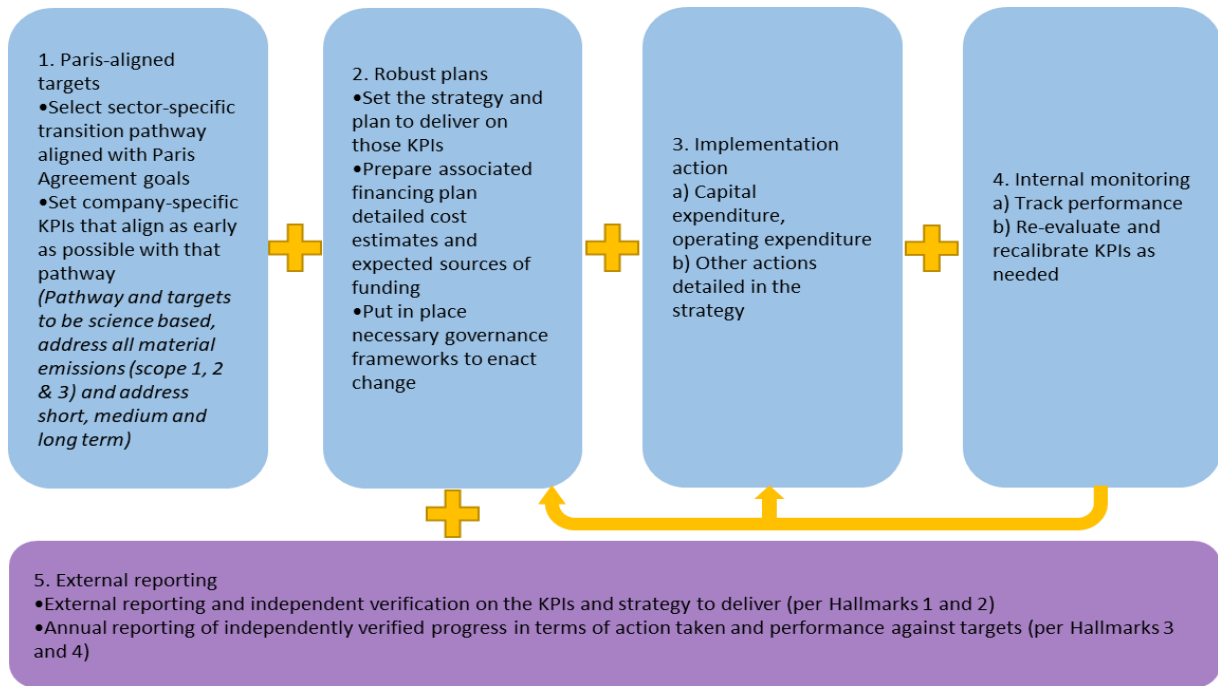 1. Paris-aligned
targets
•Select sector-specific
transition pathway
aligned with Paris
Agreement goals
•Set company-specific
KPIs that align as early
as possible with that
pathway
(Pathway and targets
to be science based,
address all material
emissions (scope 1, 2
& 3) and address
short, medium and
long term)
2. Robust plans
•Set the strategy and
plan to deliver on
those KPIs
•Prepare associated
financing plan
detailed cost
estimates and
expected sources of
funding
•Put in place
necessary governance
frameworks to enact
change
3. Implementation
action
a) Capital
expenditure,
operating expenditure
b) Other actions
detailed in the
strategy
4. Internal monitoring
a) Track performance
b) Re-evaluate and
recalibrate KPIs as
needed
5. External reporting
•External reporting and independent verification on the KPIs and strategy to deliver (per Hallmarks 1 and 2)
•Annual reporting of independently verified progress in terms of action taken and performance against targets (per Hallmarks 3
and 4)